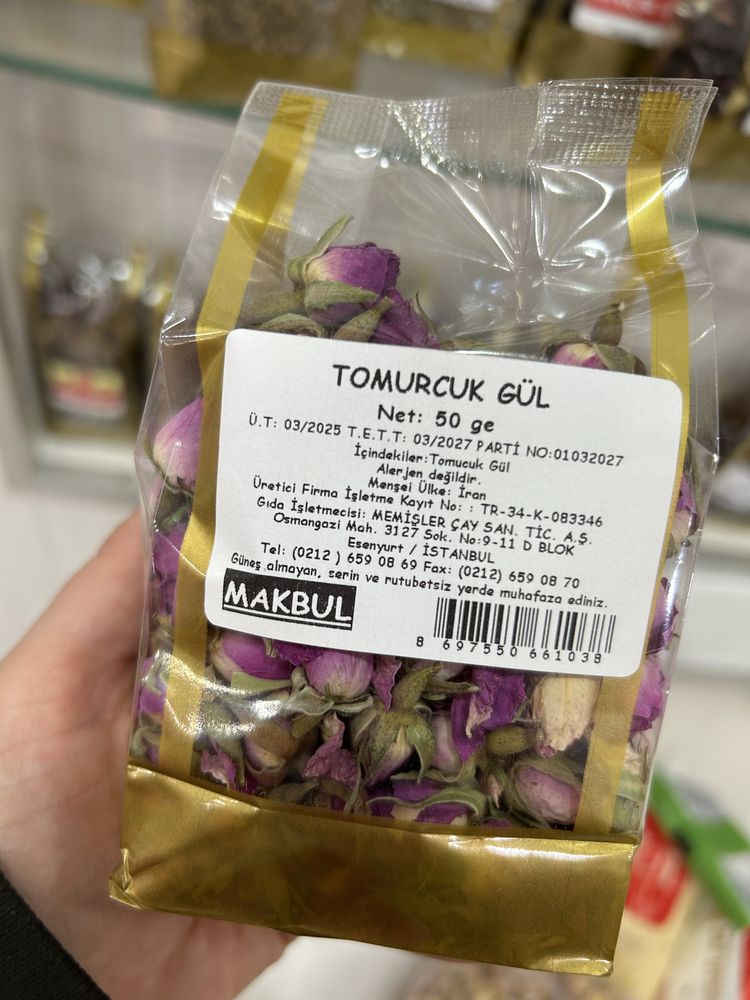 TOMURCUK GÜL
Net: 50 ge
Ü.T: 03/2025 T.E.T.T: 03/2027 PARTİ NO:01032027
İçindekiler:Tomucuk Gül
Alerjen değildir.
Menşei Ülke: İran
Üretici Firma İşletme Kayıt No: : TR-34-K-083346
Gıda İşletmecisi: MEMİŞLER ÇAY SAN. TİC. A.Ş.
Osmangazi Mah. 3127 Sok. No:9-11 D BLOK
Esenyurt / İSTANBUL
Tel: (0212 ) 659 08 69 Fax: (0212) 659 08 70
Güneş almayan, serin ve rutubetsiz yerde muhafaza ediniz.
MAKBUL
8 697550 661038